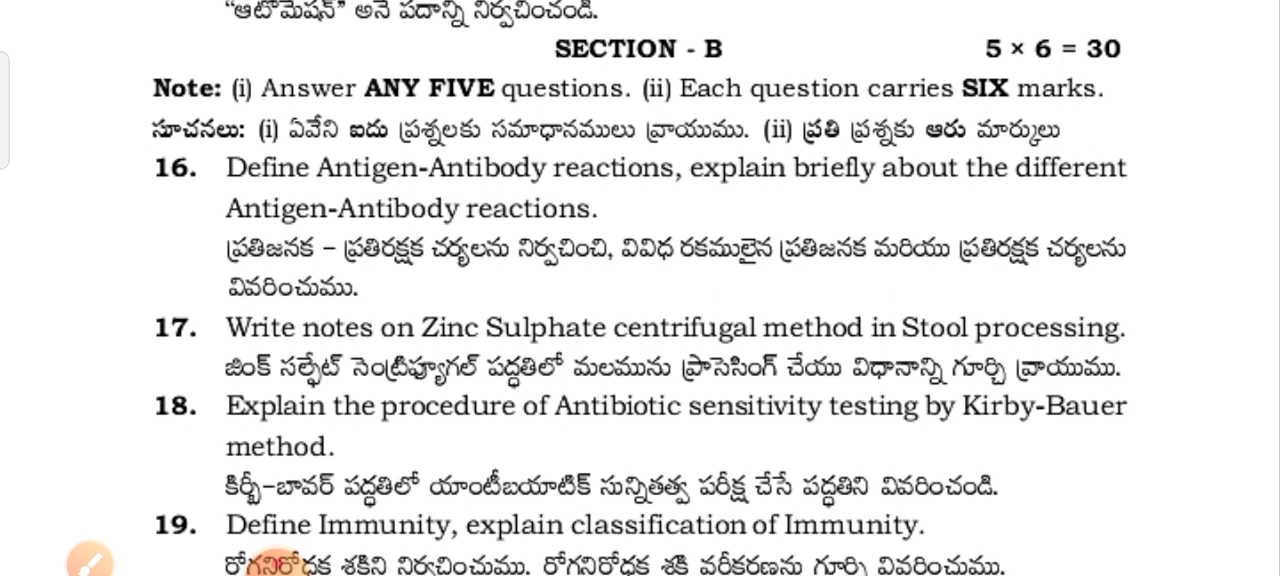 "ఆటోమేషన్" అనే పదాన్ని నిర్వచించండి.
SECTION - B 5 × 6 = 30
Note: (i) Answer ANY FIVE questions. (ii) Each question carries SIX marks.
సూచనలు: (i) ఏవేని ఐదు ప్రశ్నలకు సమాధానములు వ్రాయుము. (ii) ప్రతి ప్రశ్నకు ఆరు మార్కులు
16. Define Antigen-Antibody reactions, explain briefly about the different
Antigen-Antibody reactions.
ప్రతిజనక – ప్రతిరక్షక చర్యలను నిర్వచించి, వివిధ రకములైన ప్రతిజనక మరియు ప్రతిరక్షక చర్యలను
వివరించుము.
17. Write notes on Zinc Sulphate centrifugal method in Stool processing.
జింక్ సల్ఫేట్ సెంట్రిఫ్యూగల్ పద్ధతిలో మలమును ప్రాసెసింగ్ చేయు విధానాన్ని గూర్చి వ్రాయుము.
18. Explain the procedure of Antibiotic sensitivity testing by Kirby-Bauer
method.
కిర్బీ–బావర్ పద్ధతిలో యాంటీబయాటిక్ సున్నితత్వ పరీక్ష చేసే పద్ధతిని వివరించండి.
19. Define Immunity, explain classification of Immunity.
రోగనిరోధక శక్తిని నిర్వచించుము. రోగనిరోధక శక్తి వర్గీకరణను గూర్చి వివరించుము.